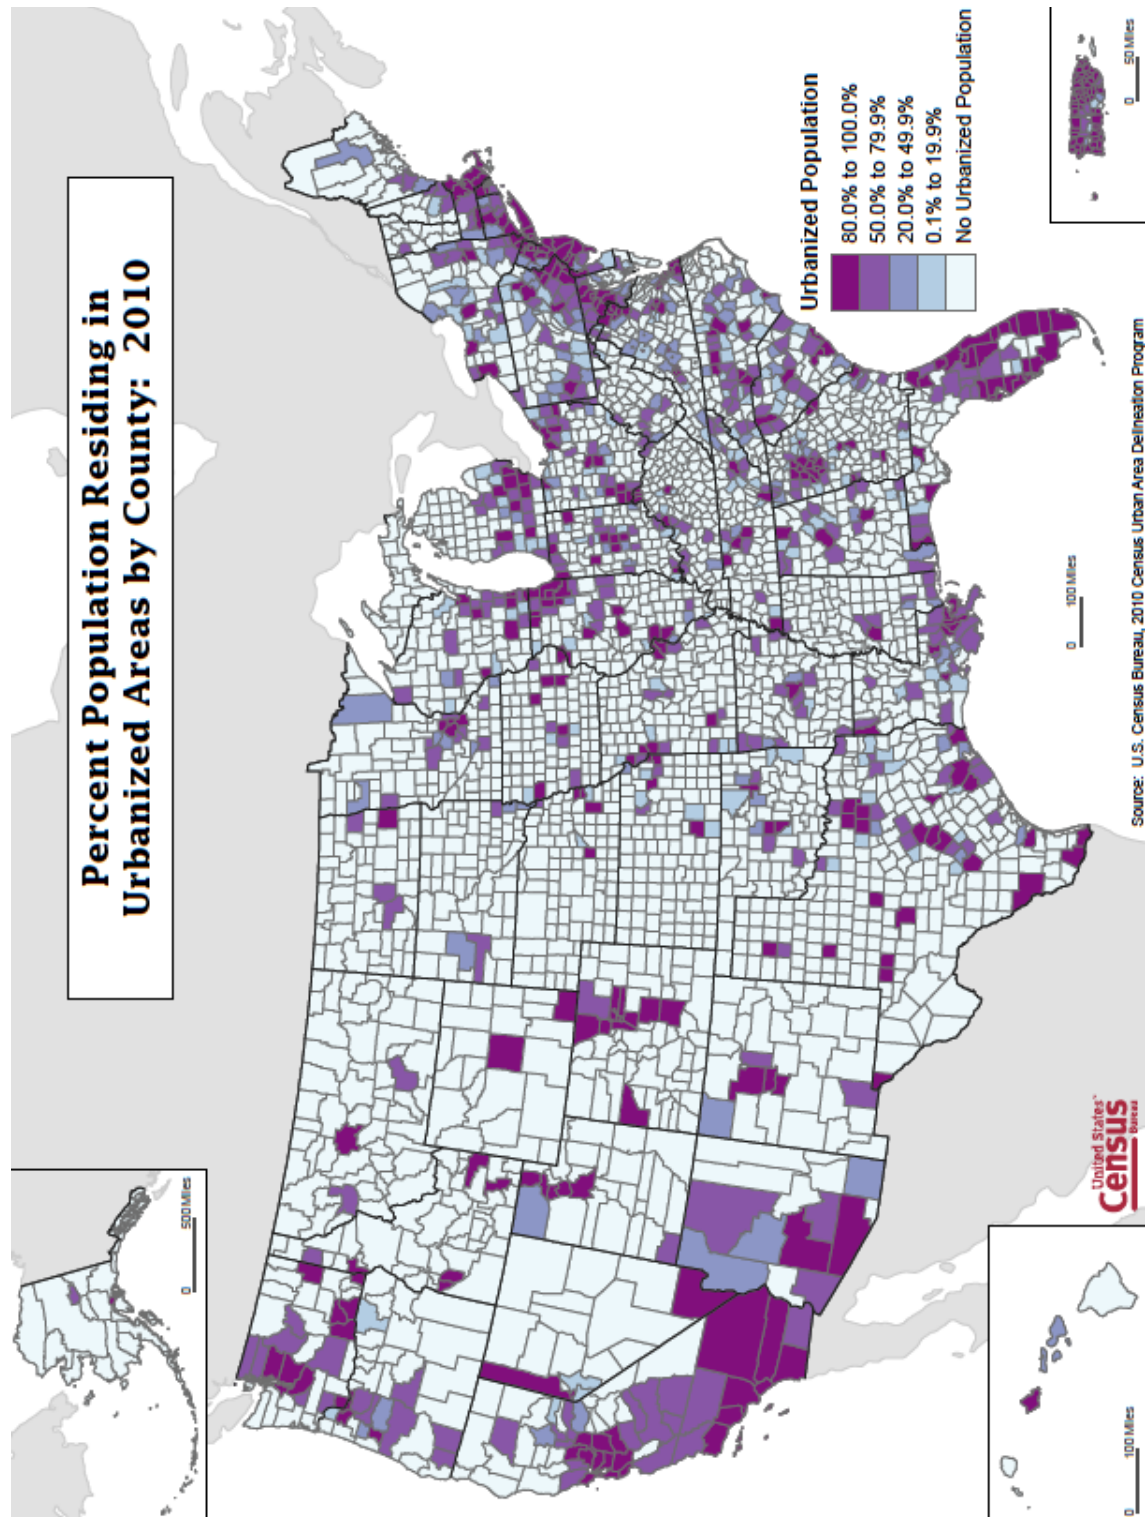 Percent Population Residing in
Urbanized Areas by County: 2010
Urbanized Population
80.0% to 100.0%
50.0% to 79.9%
20.0% to 49.9%
0.1% to 19.9%
No Urbanized Population
0 500 Miles
0 100 Miles
0 100 Miles
0 50 Miles
United States™
Census
Bureau
Source: U.S. Census Bureau, 2010 Census Urban Area Delineation Program